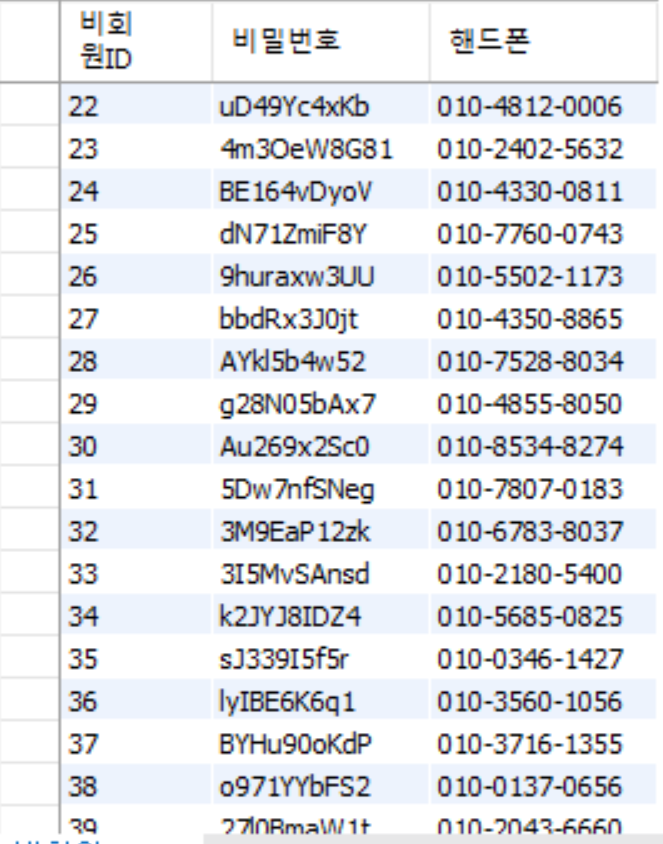 비회원ID 비밀번호 핸드폰
22 uD49Yc4xKb 010-4812-0006
23 4m3OeW8G81 010-2402-5632
24 BE164vDyoV 010-4330-0811
25 dN71ZmiF8Y 010-7760-0743
26 9huraxw3UU 010-5502-1173
27 bbdRx3J0jt 010-4350-8865
28 AYkl5b4w52 010-7528-8034
29 g28N05bAx7 010-4855-8050
30 Au269x2Sc0 010-8534-8274
31 5Dw7nfSNeg 010-7807-0183
32 3M9EaP12zk 010-6783-8037
33 3I5MvSAnsd 010-2180-5400
34 k2JYJ8IDZ4 010-5685-0825
35 sJ339I5f5r 010-0346-1427
36 lyIBE6K6q1 010-3560-1056
37 BYHu90oKdP 010-3716-1355
38 o971YYbFS2 010-0137-0656
39 010-2043-6660